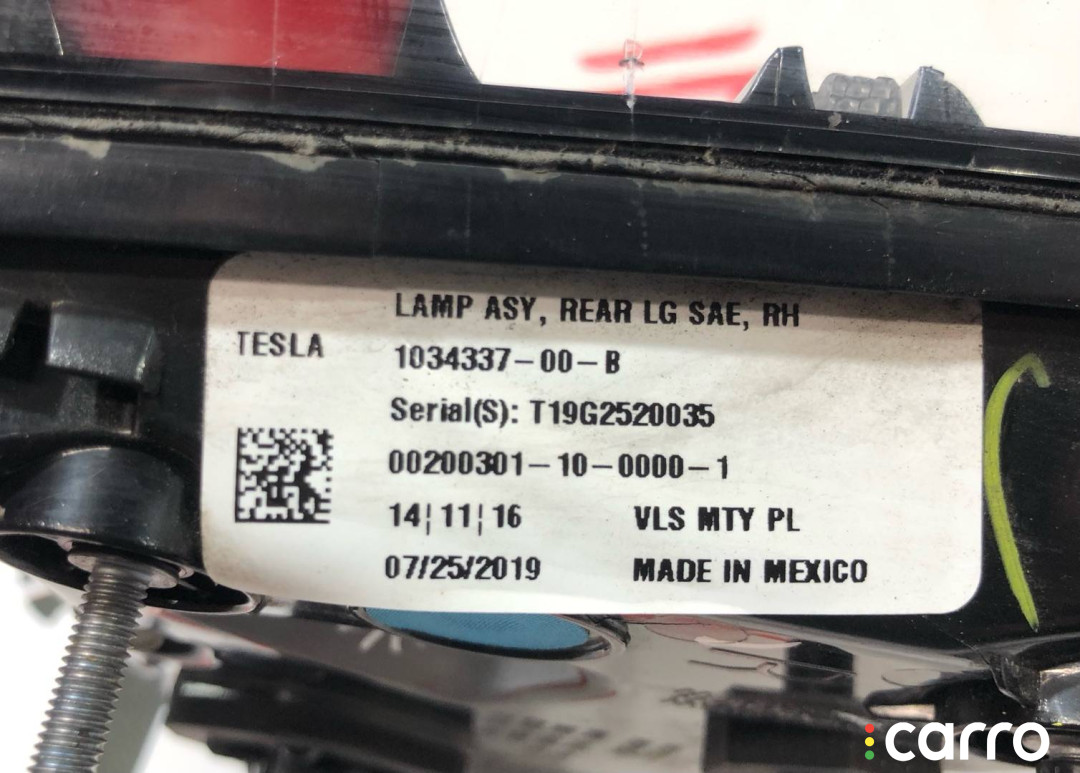 LAMP ASY, REAR LG SAE, RH
TESLA
1034337-00-B
Serial(S): T19G2520035
00200301-10-0000-1
14¦11¦16 VLS MTY PL
07/25/2019 MADE IN MEXICO
carro